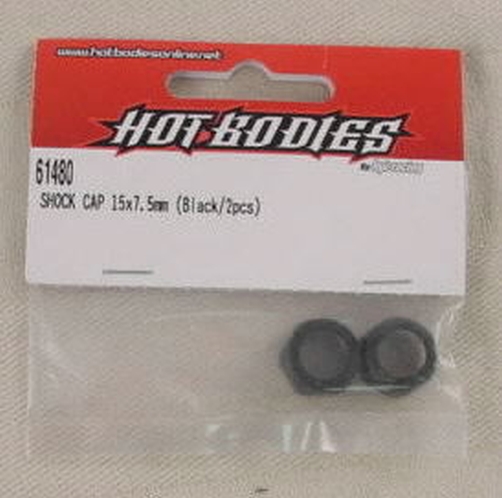 www.hotbodiesonline.net
HOT BODIES
61480
SHOCK CAP 15x7.5mm (Black/2pcs)